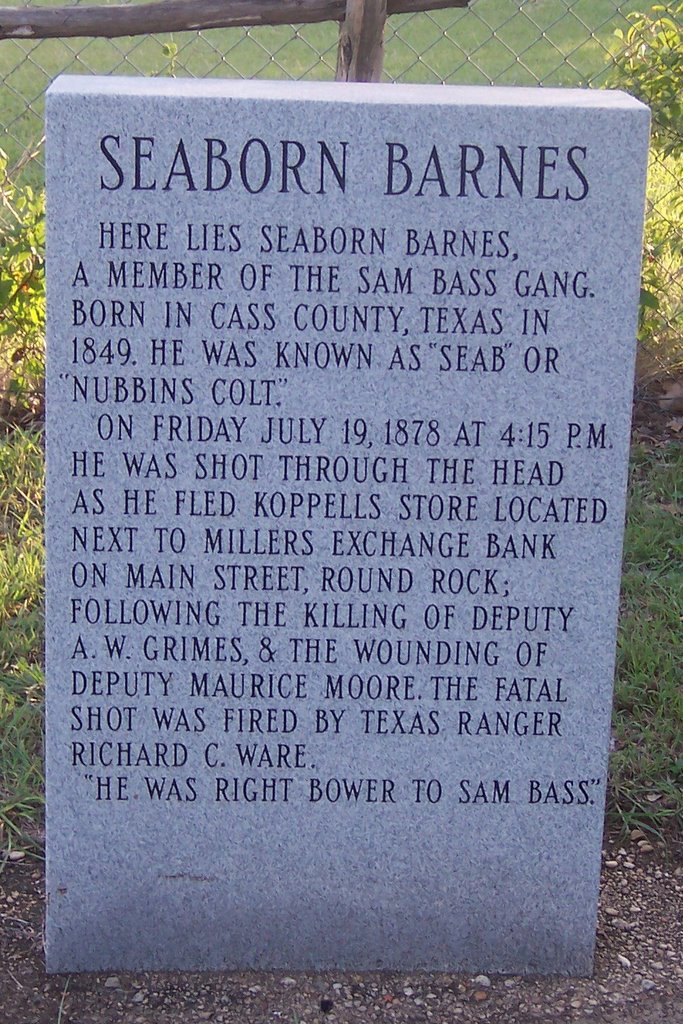 SEABORN BARNES
HERE LIES SEABORN BARNES,
A MEMBER OF THE SAM BASS GANG.
BORN IN CASS COUNTY, TEXAS IN
1849. HE WAS KNOWN AS "SEAB" OR
"NUBBINS COLT."
ON FRIDAY JULY 19, 1878 AT 4:15 P.M.
HE WAS SHOT THROUGH THE HEAD
AS HE FLED KOPPELLS STORE LOCATED
NEXT TO MILLERS EXCHANGE BANK
ON MAIN STREET, ROUND ROCK;
FOLLOWING THE KILLING OF DEPUTY
A. W. GRIMES, & THE WOUNDING OF
DEPUTY MAURICE MOORE. THE FATAL
SHOT WAS FIRED BY TEXAS RANGER
RICHARD C. WARE.
"HE WAS RIGHT BOWER TO SAM BASS."